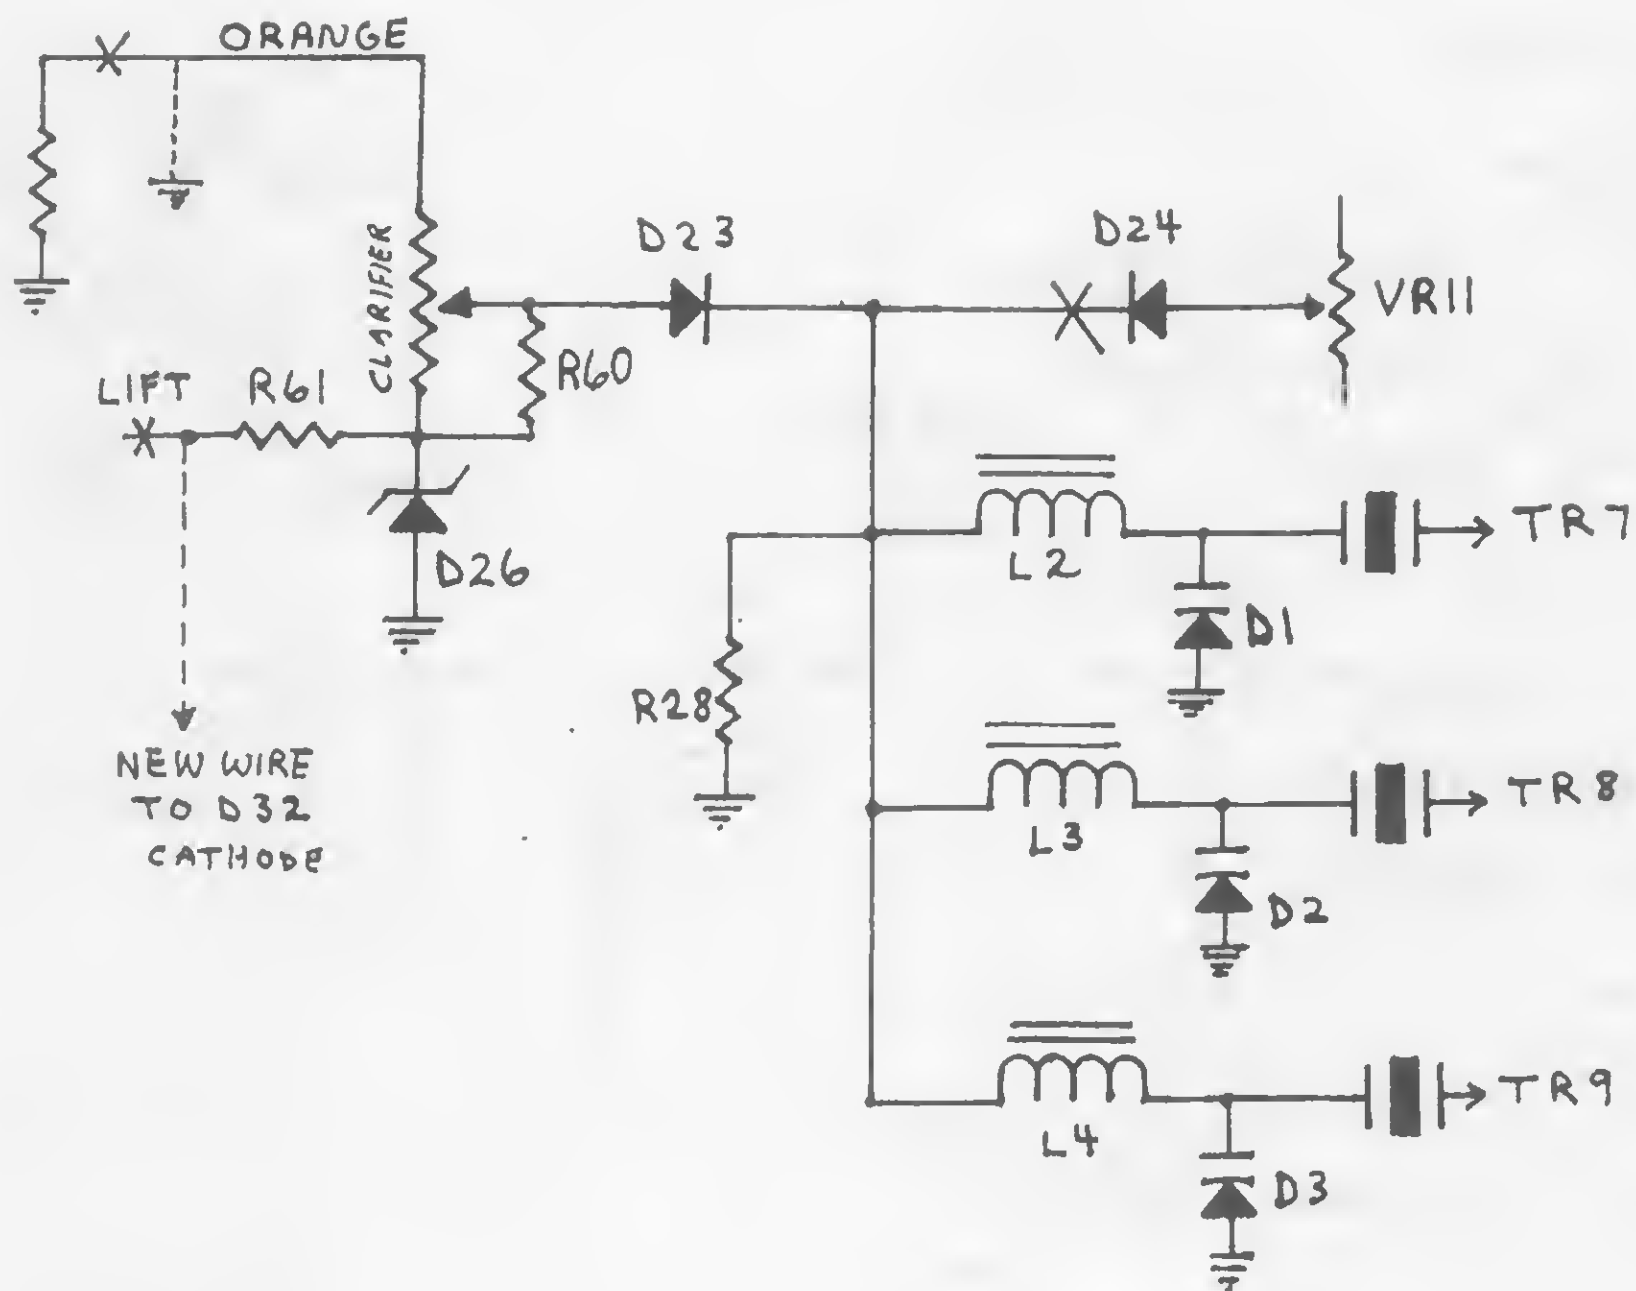 ORANGE
CLARIFIER
D23
D24
VR11
R60
LIFT
R61
D26
L2
TR7
D1
R28
NEW WIRE
TO D32
CATHODE
L3
TR8
D2
L4
TR9
D3